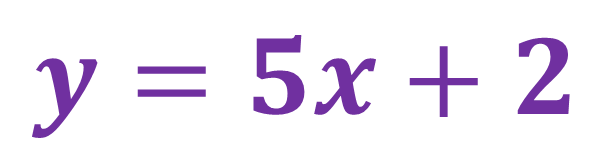 y = 5x + 2